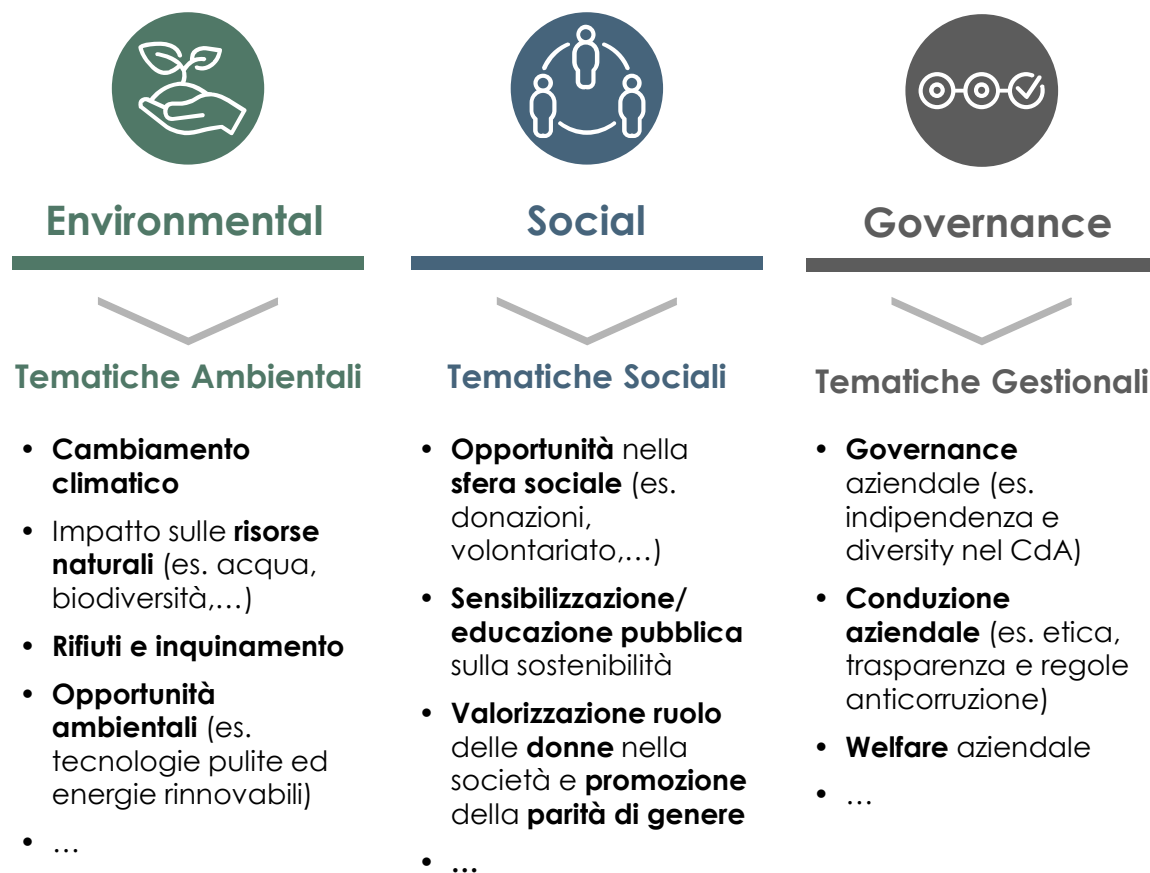 Environmental
Tematiche Ambientali
• Cambiamento
climatico
• Impatto sulle risorse
naturali (es. acqua,
biodiversità,…)
• Rifiuti e inquinamento
• Opportunità
ambientali (es.
tecnologie pulite ed
energie rinnovabili)
• …
Social
Tematiche Sociali
• Opportunità nella
sfera sociale (es.
donazioni,
volontariato,…)
• Sensibilizzazione/
educazione pubblica
sulla sostenibilità
• Valorizzazione ruolo
delle donne nella
società e promozione
della parità di genere
• …
Governance
Tematiche Gestionali
• Governance
aziendale (es.
indipendenza e
diversity nel CdA)
• Conduzione
aziendale (es. etica,
trasparenza e regole
anticorruzione)
• Welfare aziendale
• …